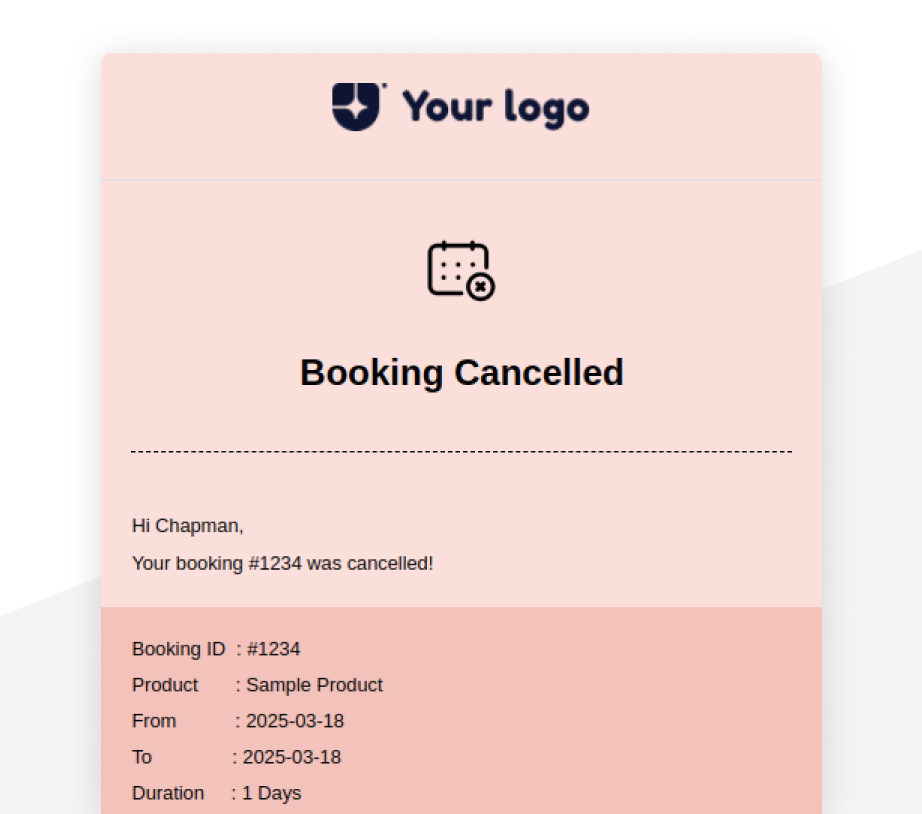 Your logo
Booking Cancelled
Hi Chapman,
Your booking #1234 was cancelled!
Booking ID : #1234
Product : Sample Product
From : 2025-03-18
To : 2025-03-18
Duration : 1 Days